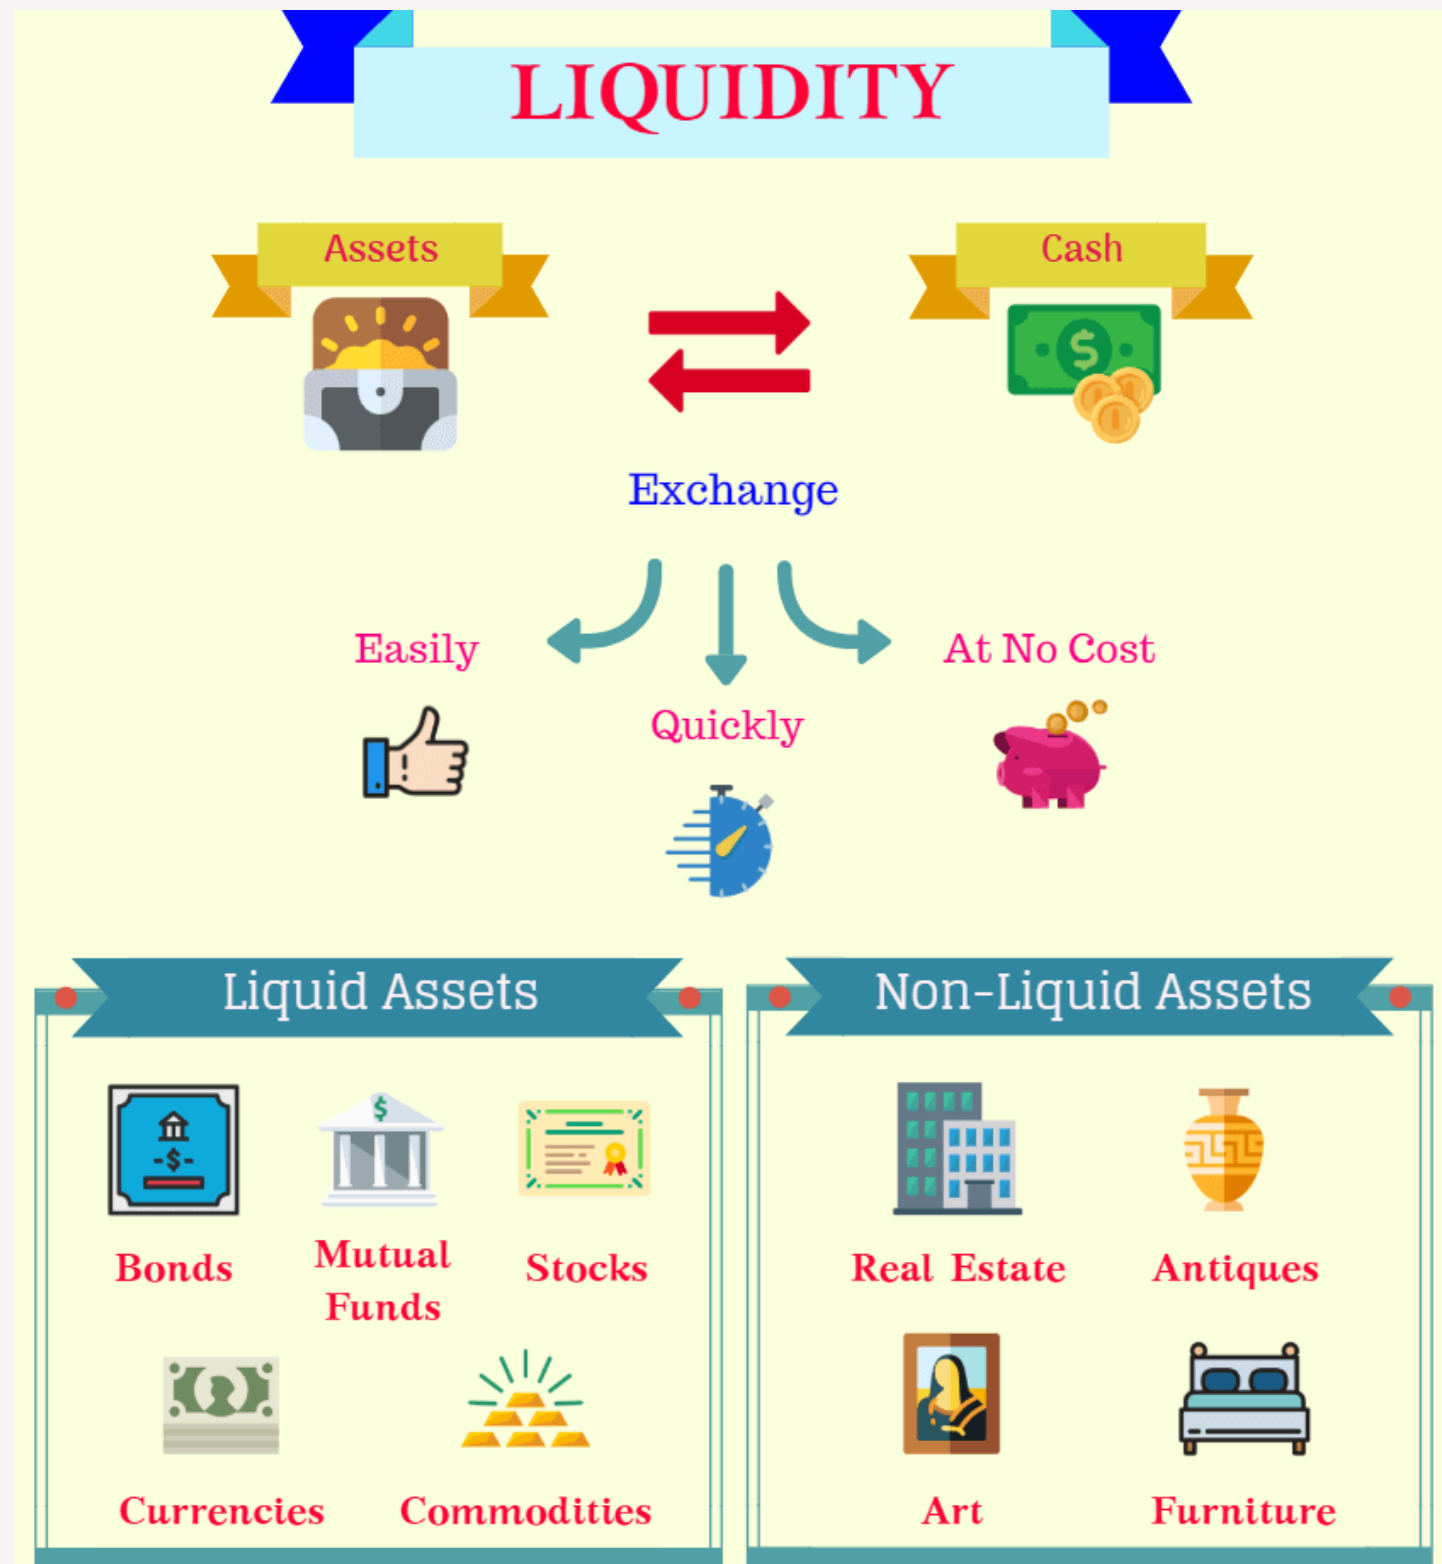 LIQUIDITY
Assets
Cash
$
Exchange
Easily
At No Cost
Quickly
Liquid Assets
Non-Liquid Assets
-$-
$
Bonds
Mutual
Funds
Stocks
Real Estate
Antiques
Currencies
Commodities
Art
Furniture